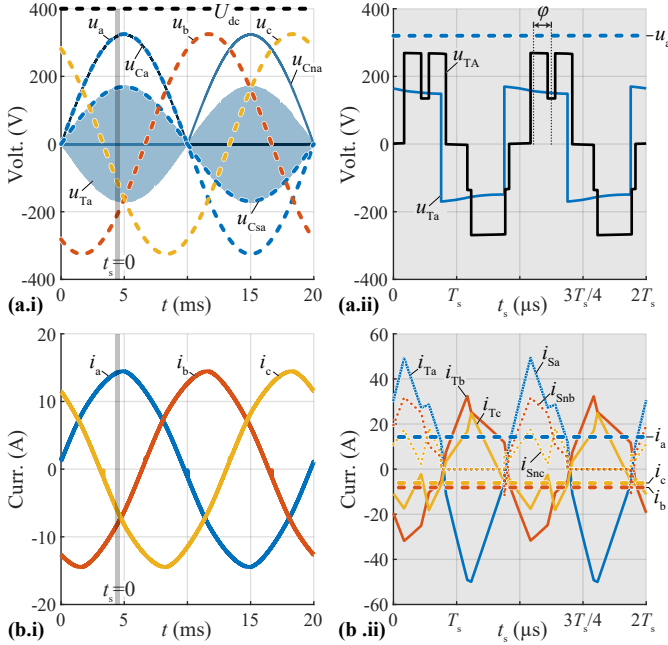 400
200
0
-200
-400
Volt. (V)
U_dc
u_a
u_b
u_c
u_Ca
u_Cna
u_Ta
u_Csa
t_s=0
0
5
10
15
20
t (ms)
(a.i)
400
200
0
-200
-400
Volt. (V)
φ
u_a
u_TA
u_Ta
0
T_s
t_s (µs)
3T_s/4
2T_s
(a.ii)
20
10
0
-10
-20
Curr. (A)
i_a
i_b
i_c
t_s=0
0
5
10
15
20
t (ms)
(b.i)
60
40
20
0
-20
-40
-60
Curr. (A)
i_Ta
i_Tb
i_Tc
i_Sa
i_Snb
i_Snc
i_a
i_c
i_b
0
T_s
t_s (µs)
3T_s/4
2T_s
(b .ii)